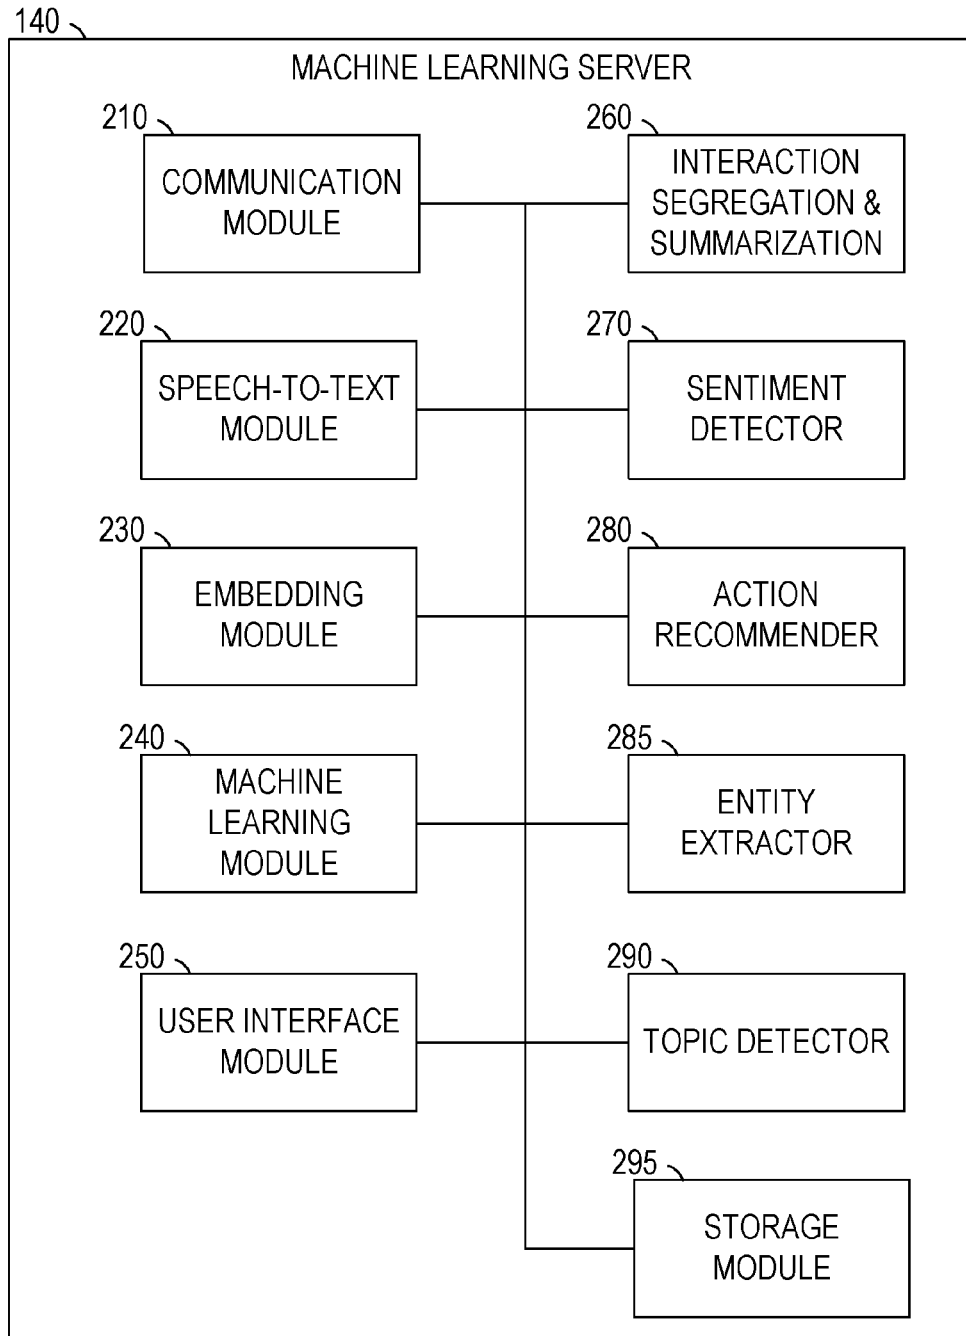 140
MACHINE LEARNING SERVER
210
COMMUNICATION
MODULE
260
INTERACTION
SEGREGATION &
SUMMARIZATION
220
SPEECH-TO-TEXT
MODULE
270
SENTIMENT
DETECTOR
230
EMBEDDING
MODULE
280
ACTION
RECOMMENDER
240
MACHINE
LEARNING
MODULE
285
ENTITY
EXTRACTOR
250
USER INTERFACE
MODULE
290
TOPIC DETECTOR
295
STORAGE
MODULE